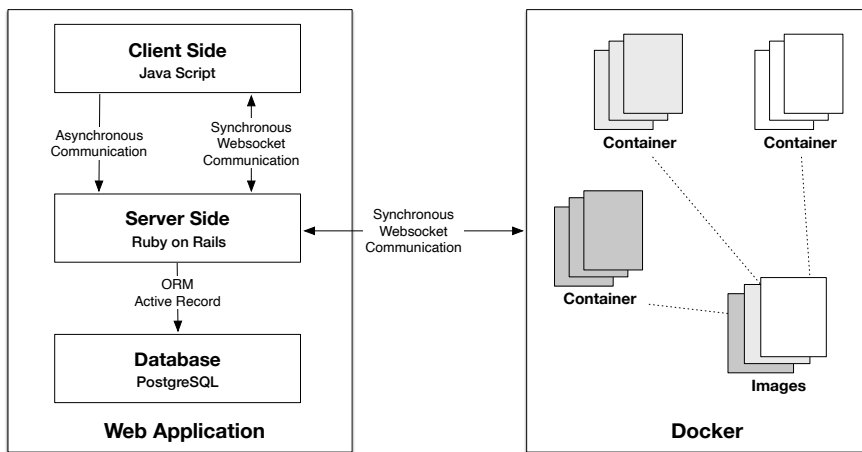 Client Side
Java Script
Asynchronous
Communication
Synchronous
Websocket
Communication
Server Side
Ruby on Rails
ORM
Active Record
Database
PostgreSQL
Web Application
Synchronous
Websocket
Communication
Container
Container
Container
Images
Docker